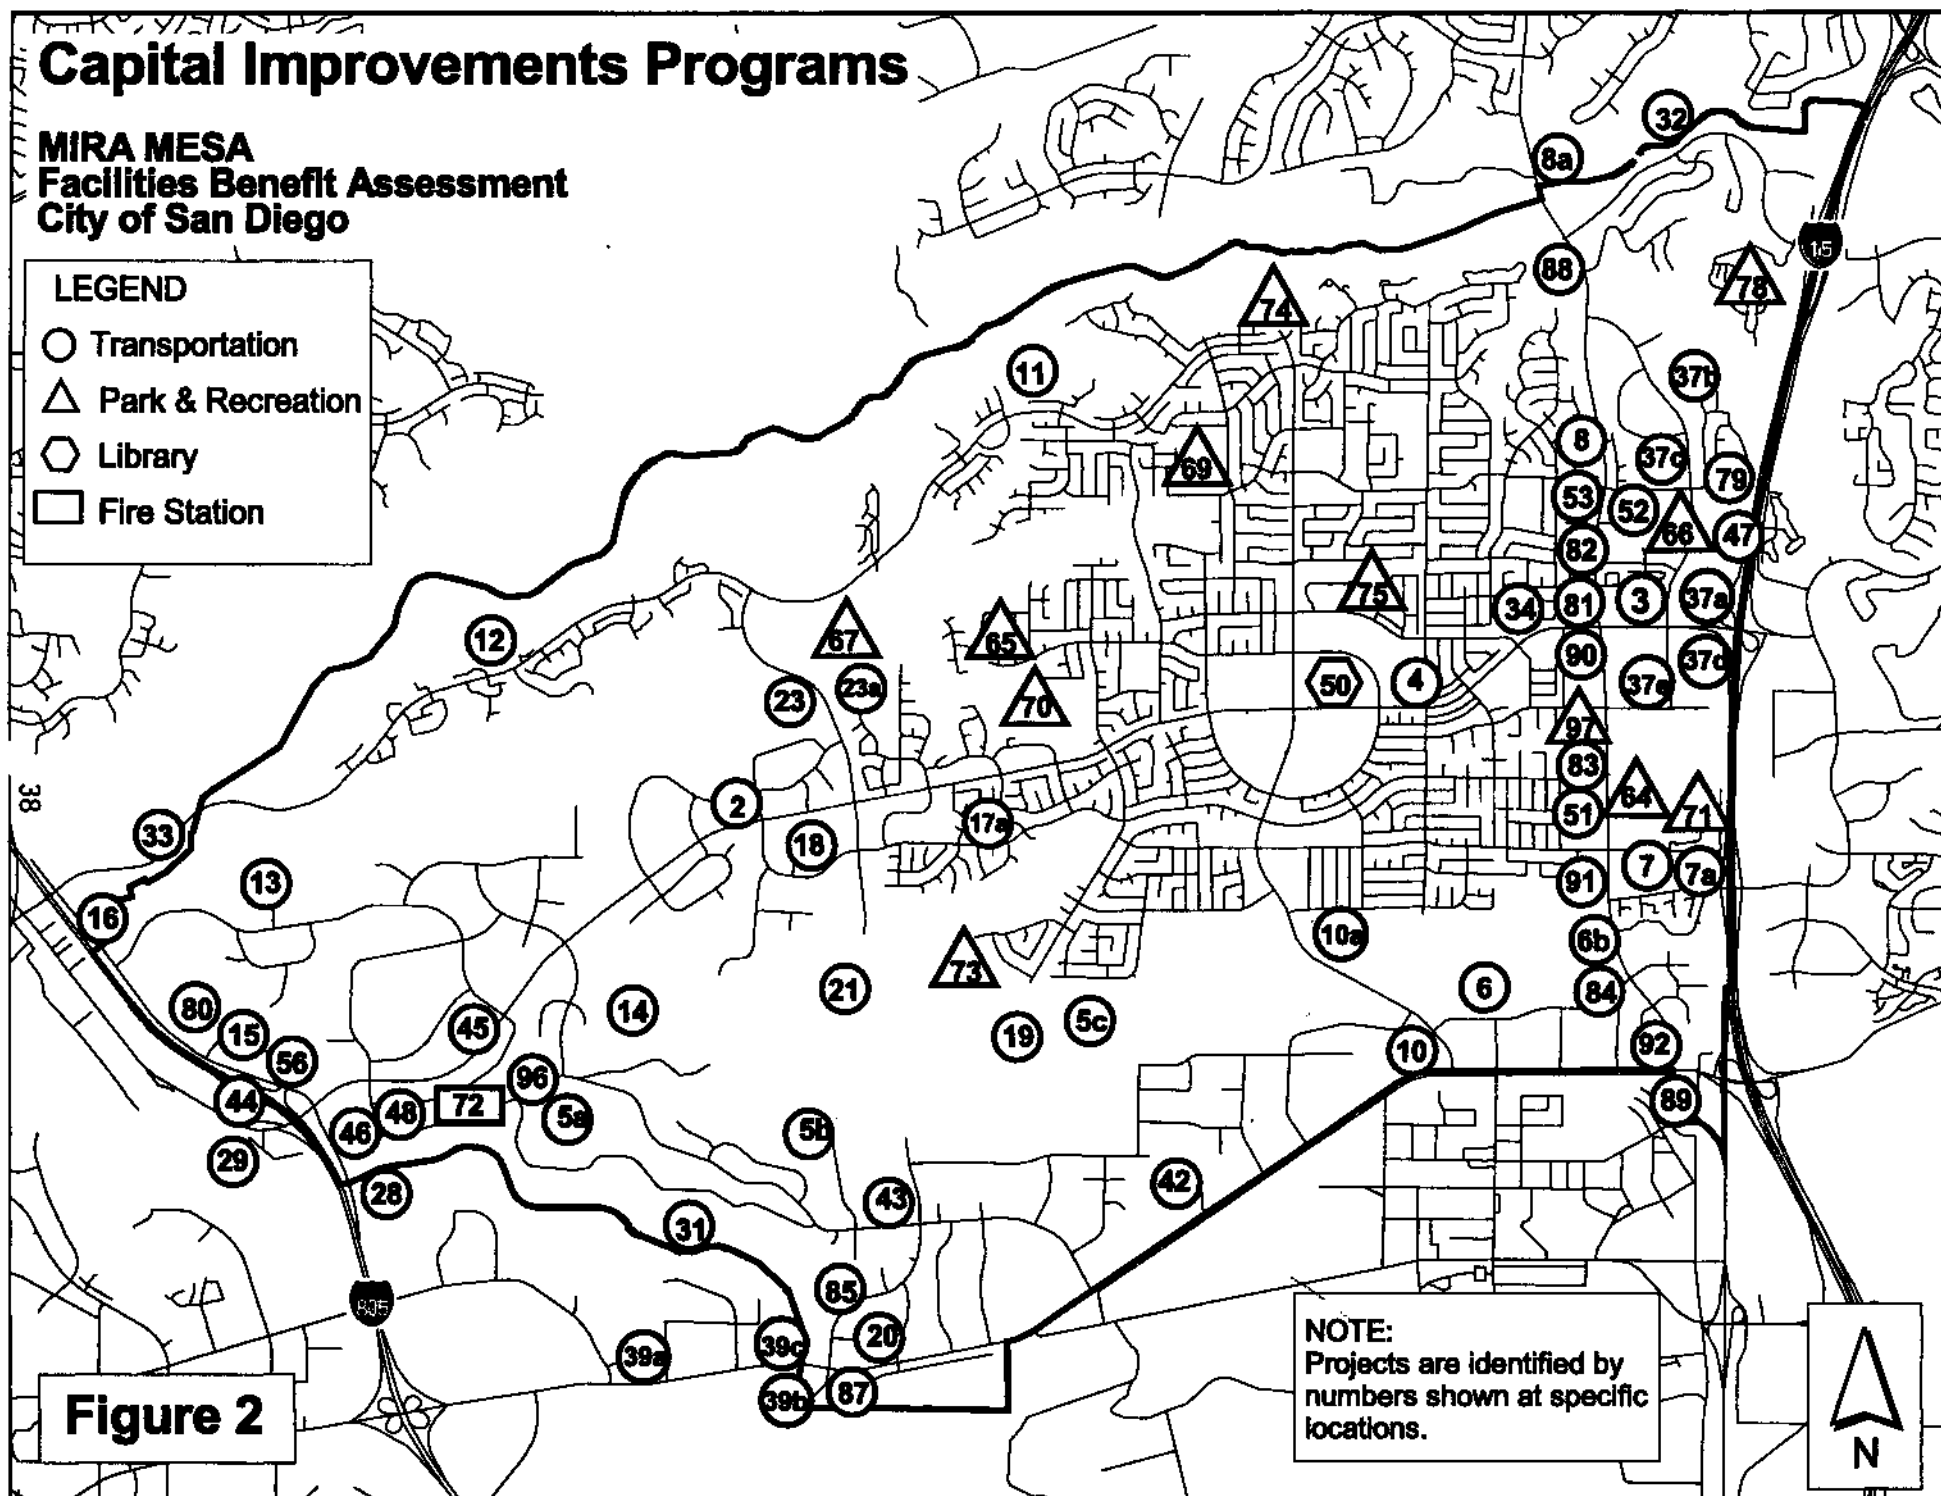 Capital Improvements Programs
MIRA MESA
Facilities Benefit Assessment
City of San Diego
LEGEND
Transportation
Park & Recreation
Library
Fire Station
32
8a
15
88
78
74
11
37b
8
37c
69
79
53
52
66
47
82
75
34
81
3
37a
12
67
65
90
37d
23
23a
70
50
4
37e
97
83
38
2
64
71
33
17a
51
18
7
7a
13
91
16
10a
6b
73
21
6
84
80
14
5c
15
45
19
10
92
56
96
44
48
72
5a
89
46
5b
29
28
42
43
31
85
805
20
39c
39a
39b
87
NOTE:
Projects are identified by
numbers shown at specific
locations.
Figure 2
N